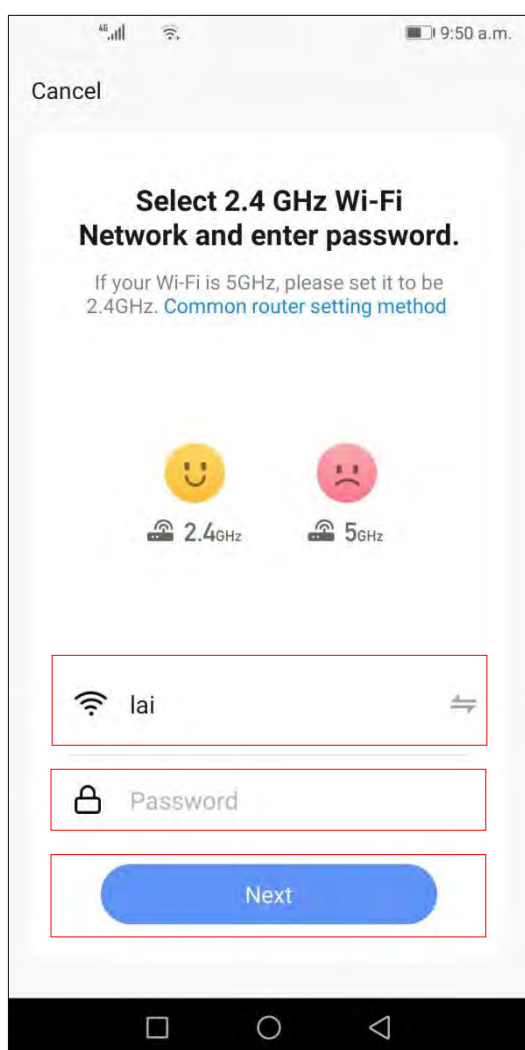 4G 9:50 a.m.
Cancel
Select 2.4 GHz Wi-Fi
Network and enter password.
If your Wi-Fi is 5GHz, please set it to be
2.4GHz. Common router setting method
2.4GHz 5GHz
lai
Password
Next